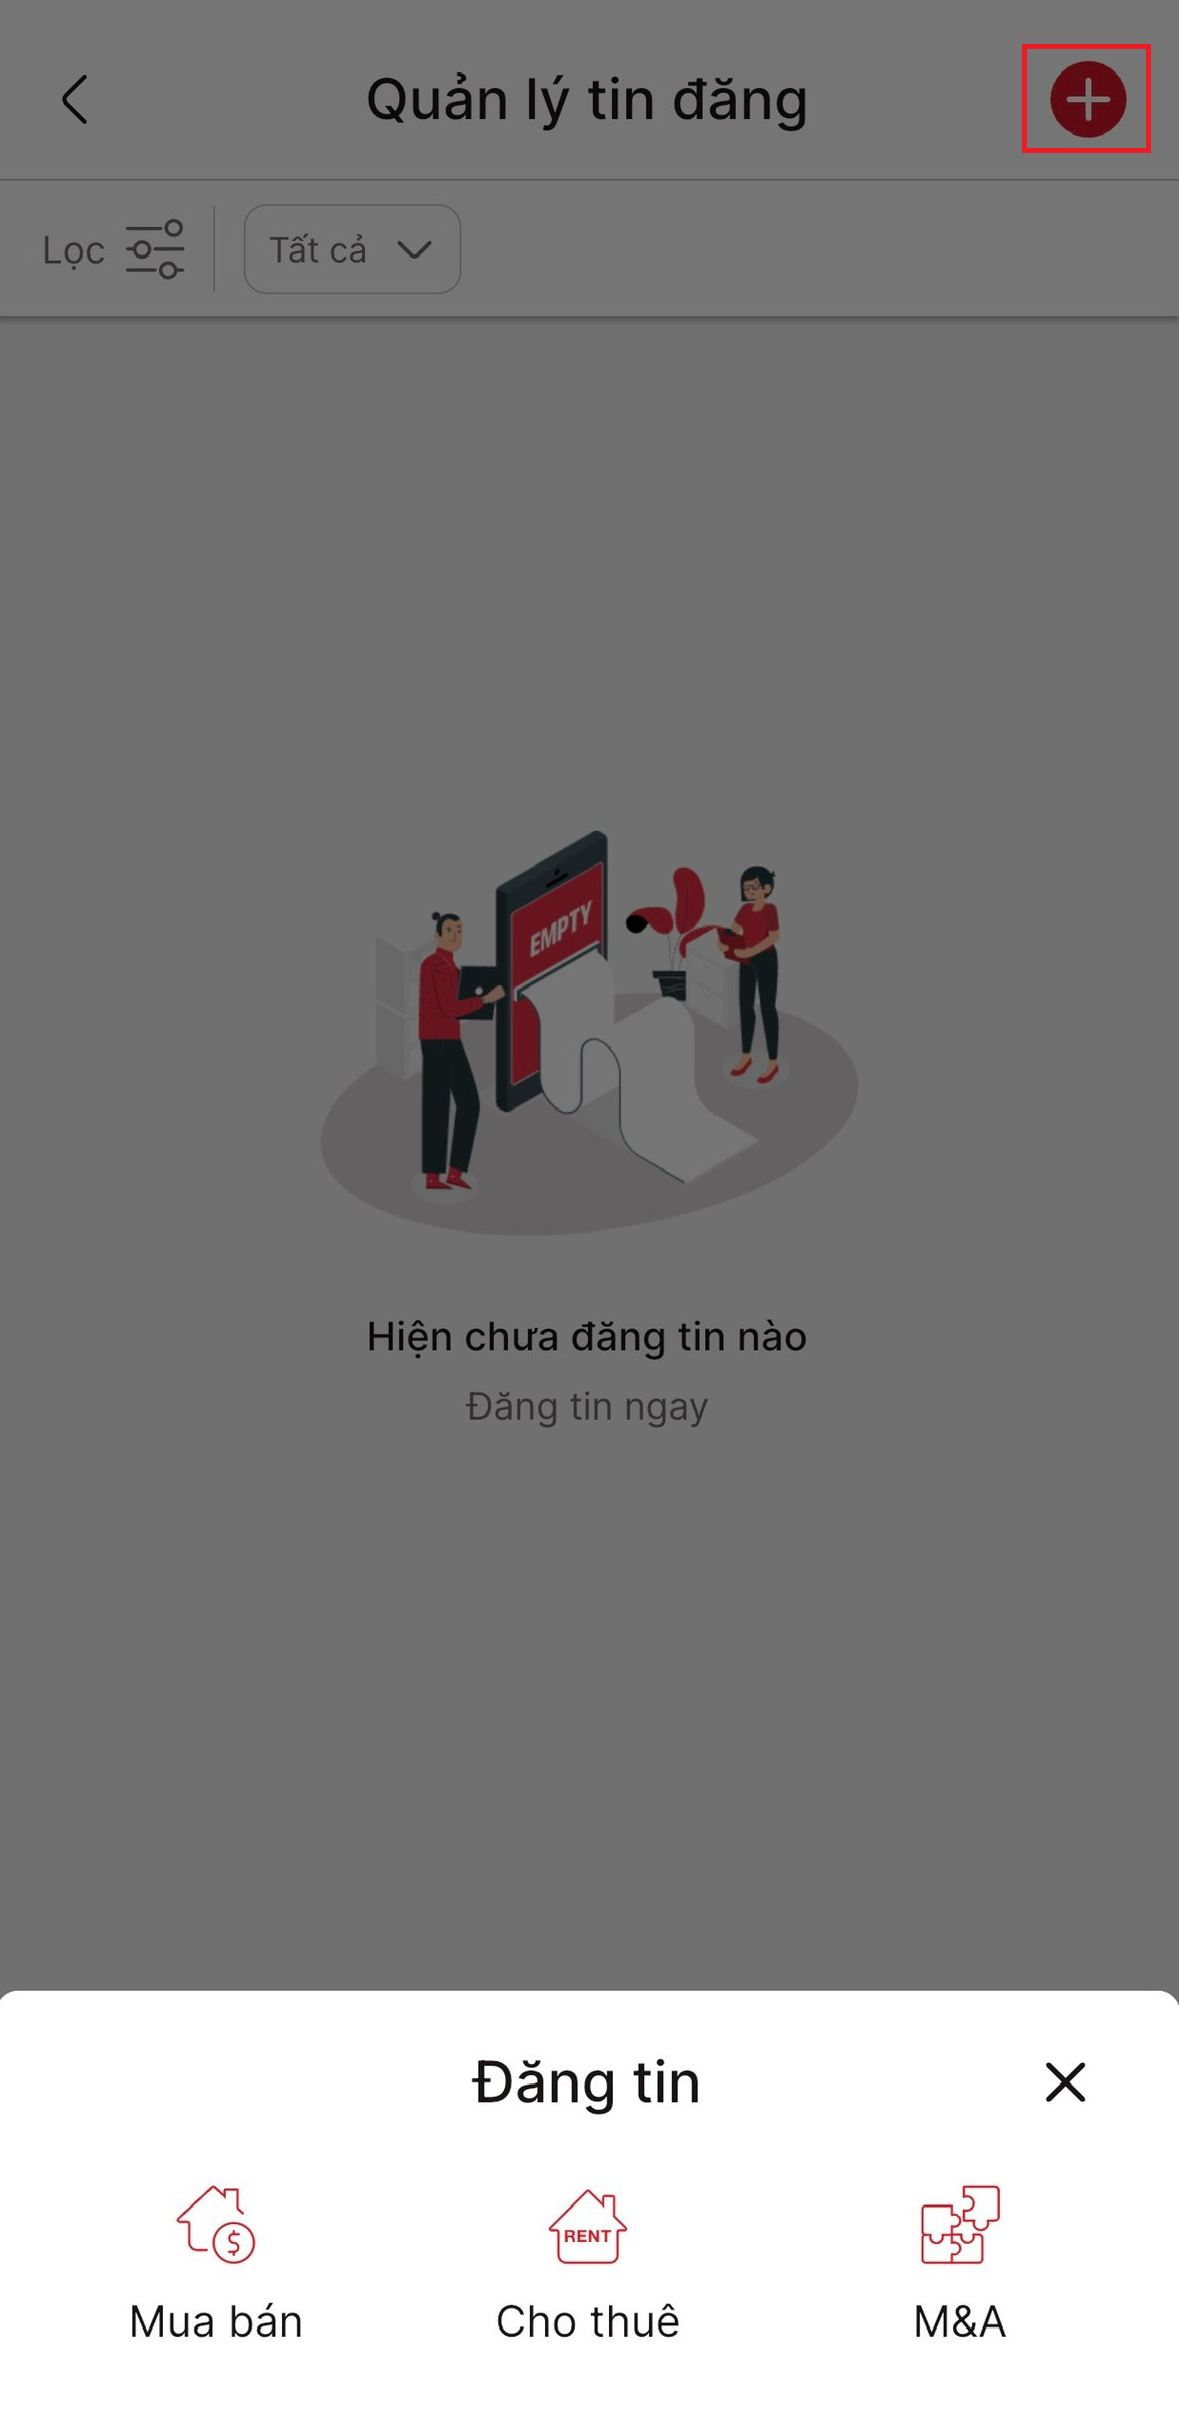 Quản lý tin đăng
Lọc
Tất cả
EMPTY
Hiện chưa đăng tin nào
Đăng tin ngay
Đăng tin
$
RENT
Mua bán
Cho thuê
M&A